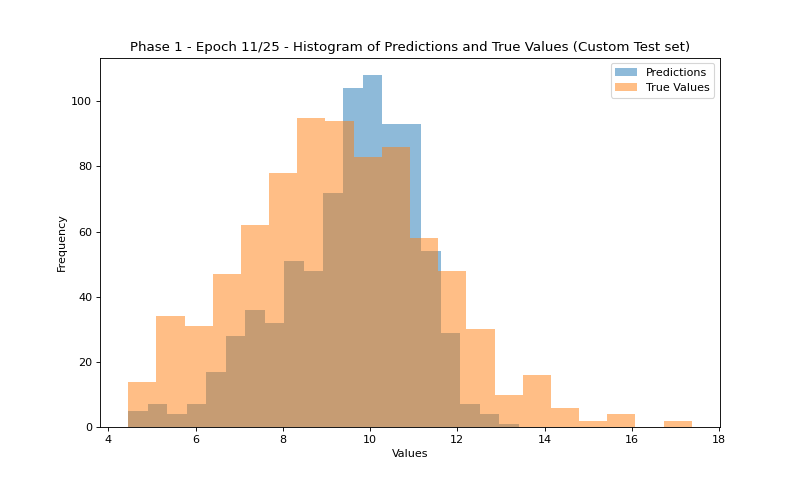 Phase 1 - Epoch 11/25 - Histogram of Predictions and True Values (Custom Test set)
Predictions
True Values
Frequency
100
80
60
40
20
0
4 6 8 10 12 14 16 18
Values